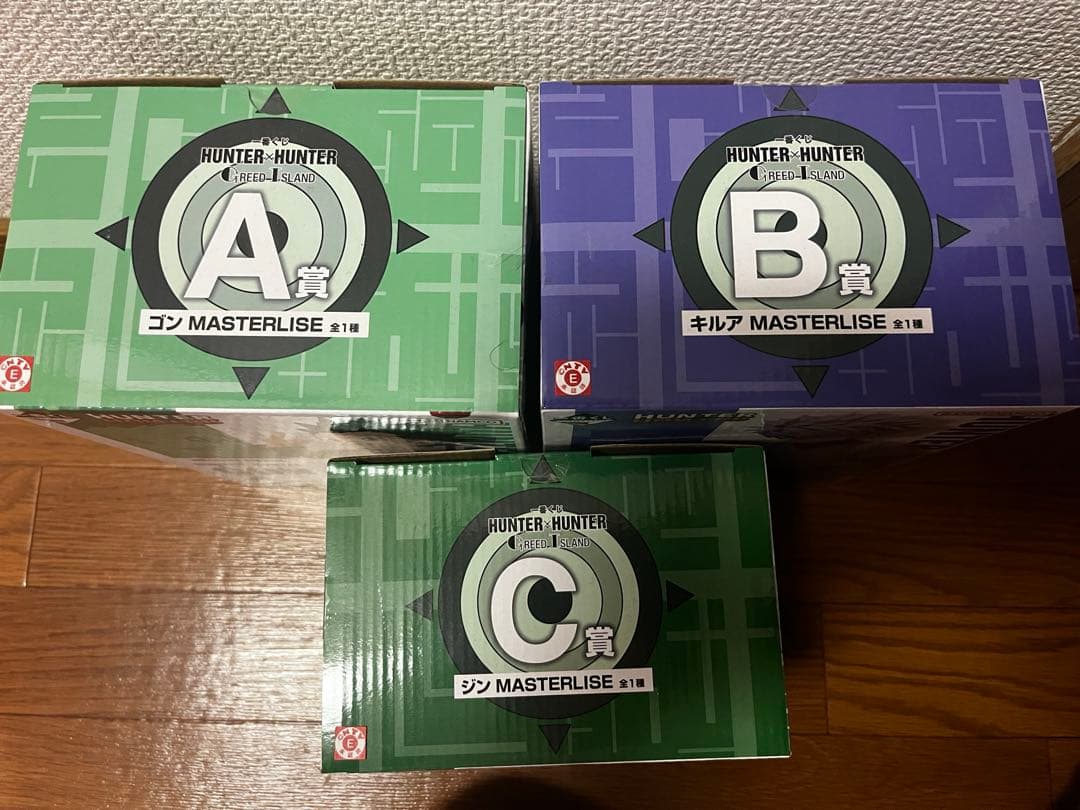 一番くじ
HUNTER×HUNTER
GREED ISLAND
A賞
ゴン MASTERLISE 全1種
一番くじ
HUNTER×HUNTER
GREED ISLAND
B賞
キルア MASTERLISE 全1種
一番くじ
HUNTER×HUNTER
GREED ISLAND
C賞
ジン MASTERLISE 全1種